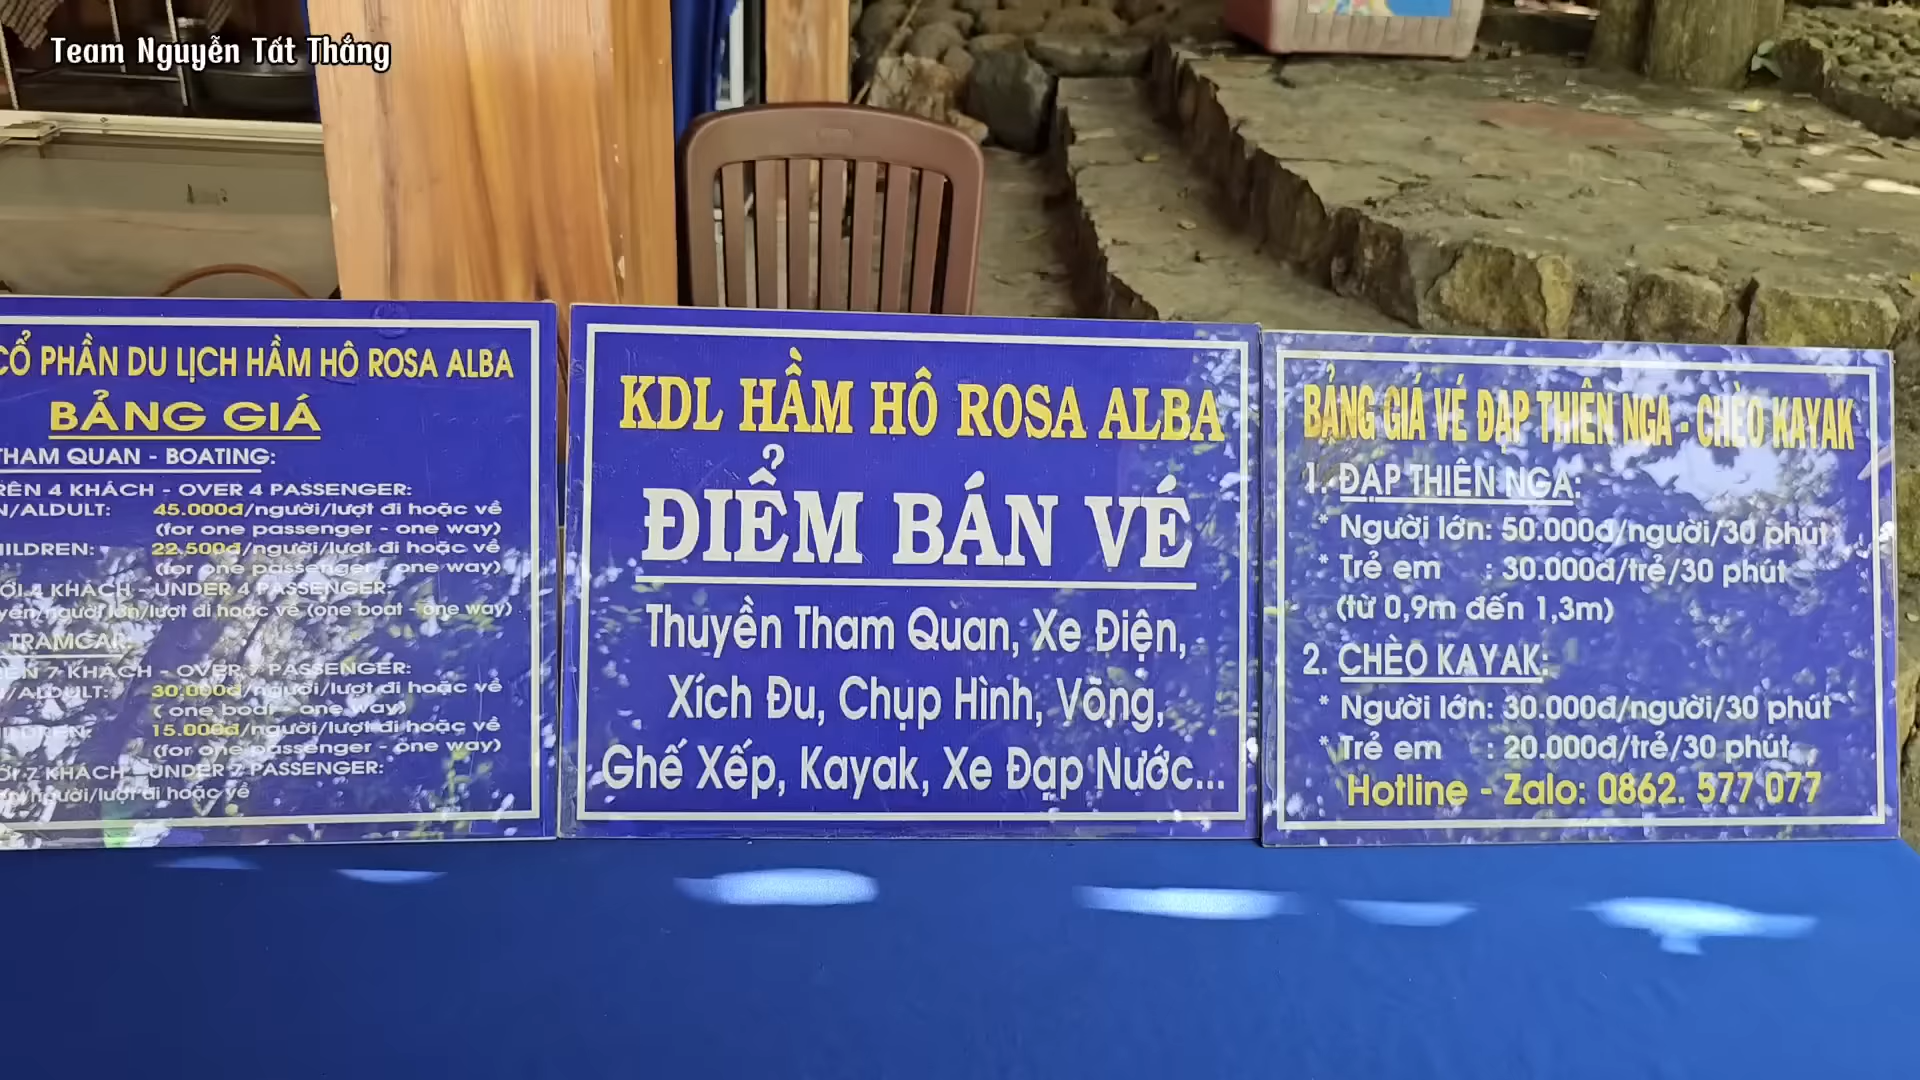 Team Nguyễn Tất Thắng
CỔ PHẦN DU LỊCH HẦM HÔ ROSA ALBA
BẢNG GIÁ
THAM QUAN - BOATING:
RÊN 4 KHÁCH - OVER 4 PASSENGER:
N/ALDULT: 45.000đ/người/lượt đi hoặc về
(for one passenger - one way)
HILDREN: 22.500đ/người/lượt đi hoặc về
(for one passenger - one way)
ỚI 4 KHÁCH - UNDER 4 PASSENGER:
yền/người lớn/lượt đi hoặc về (one boat - one way)
TRAMCAR:
ÊN 7 KHÁCH - OVER 7 PASSENGER:
N/ALDULT: 30.000đ/người/lượt đi hoặc về
( one boat - one way)
HILDREN: 15.000đ/người/lượt đi hoặc về
(for one passenger - one way)
ỚI 7 KHÁCH - UNDER 7 PASSENGER:
người/lượt đi hoặc về
KDL HẦM HÔ ROSA ALBA
ĐIỂM BÁN VÉ
Thuyền Tham Quan, Xe Điện,
Xích Đu, Chụp Hình, Võng,
Ghế Xếp, Kayak, Xe Đạp Nước...
BẢNG GIÁ VÉ ĐẠP THIÊN NGA - CHÈO KAYAK
1. ĐẠP THIÊN NGA:
* Người lớn: 50.000đ/người/30 phút
* Trẻ em : 30.000đ/trẻ/30 phút
(từ 0,9m đến 1,3m)
2. CHÈO KAYAK:
* Người lớn: 30.000đ/người/30 phút
* Trẻ em : 20.000đ/trẻ/30 phút
Hotline - Zalo: 0862. 577 077